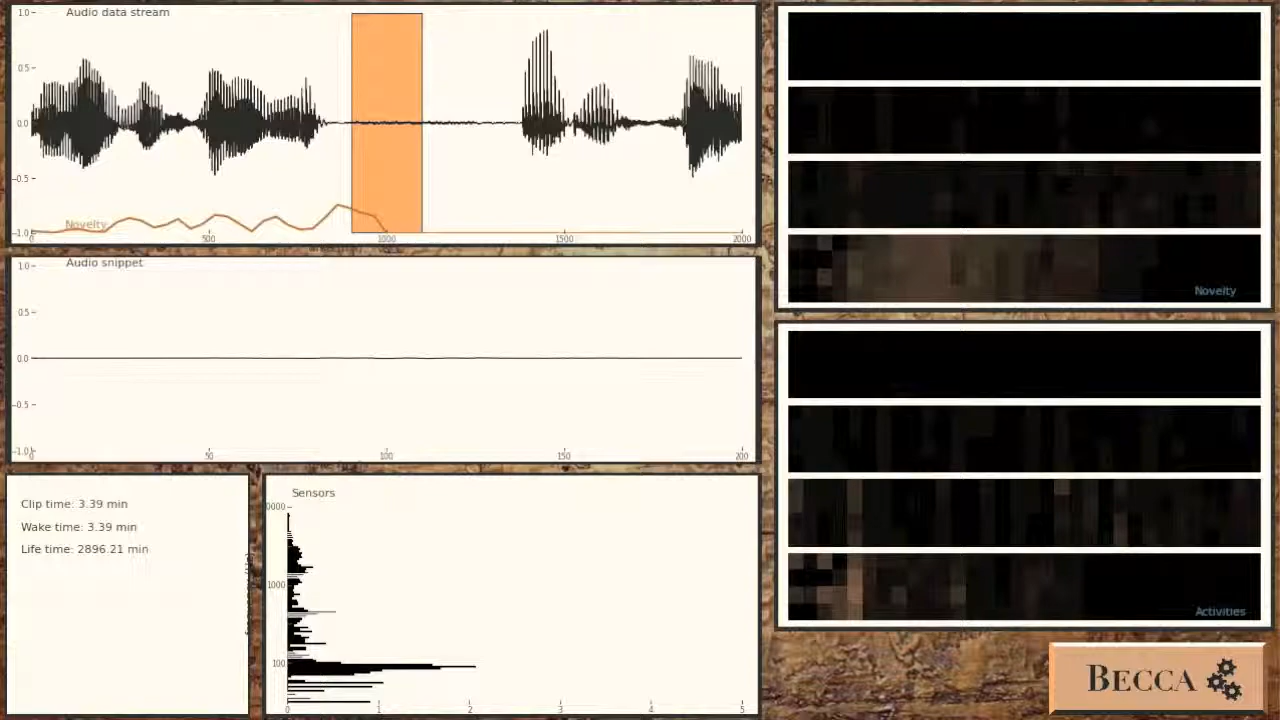 Audio data stream
1.0
0.5
0.0
−0.5
−1.0
Novelty
0 500 1000 1500 2000
Audio snippet
1.0
0.5
0.0
−0.5
−1.0
0 50 100 150 200
Clip time: 3.39 min
Wake time: 3.39 min
Life time: 2896.21 min
Sensors
0000
1000
100
0 1 2 3 4 5
Novelty
Activities
BECCA